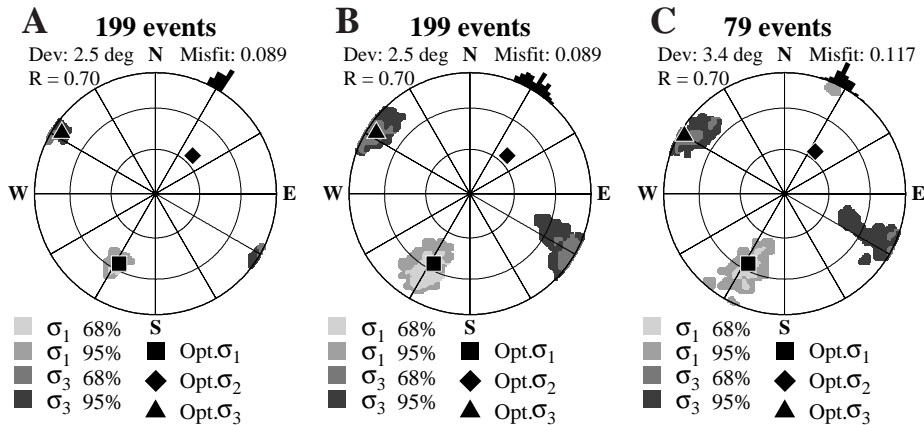 A 199 events
Dev: 2.5 deg N Misfit: 0.089
R = 0.70
W E
S
σ1 68%
σ1 95%
σ3 68%
σ3 95%
Opt.σ1
Opt.σ2
Opt.σ3
B 199 events
Dev: 2.5 deg N Misfit: 0.089
R = 0.70
W E
S
σ1 68%
σ1 95%
σ3 68%
σ3 95%
Opt.σ1
Opt.σ2
Opt.σ3
C 79 events
Dev: 3.4 deg N Misfit: 0.117
R = 0.70
W E
S
σ1 68%
σ1 95%
σ3 68%
σ3 95%
Opt.σ1
Opt.σ2
Opt.σ3